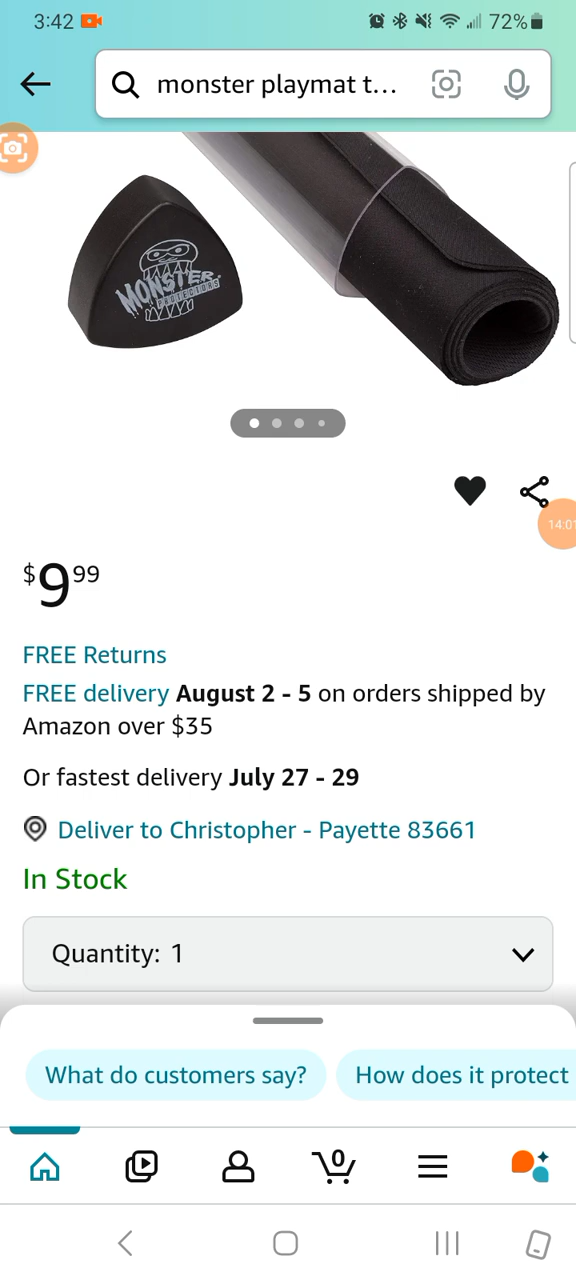 3:42
72%
monster playmat t...
MONSTER
PROTECTORS
$9 99
FREE Returns
FREE delivery August 2 - 5 on orders shipped by
Amazon over $35
Or fastest delivery July 27 - 29
Deliver to Christopher - Payette 83661
In Stock
Quantity: 1
What do customers say?
How does it protect
0